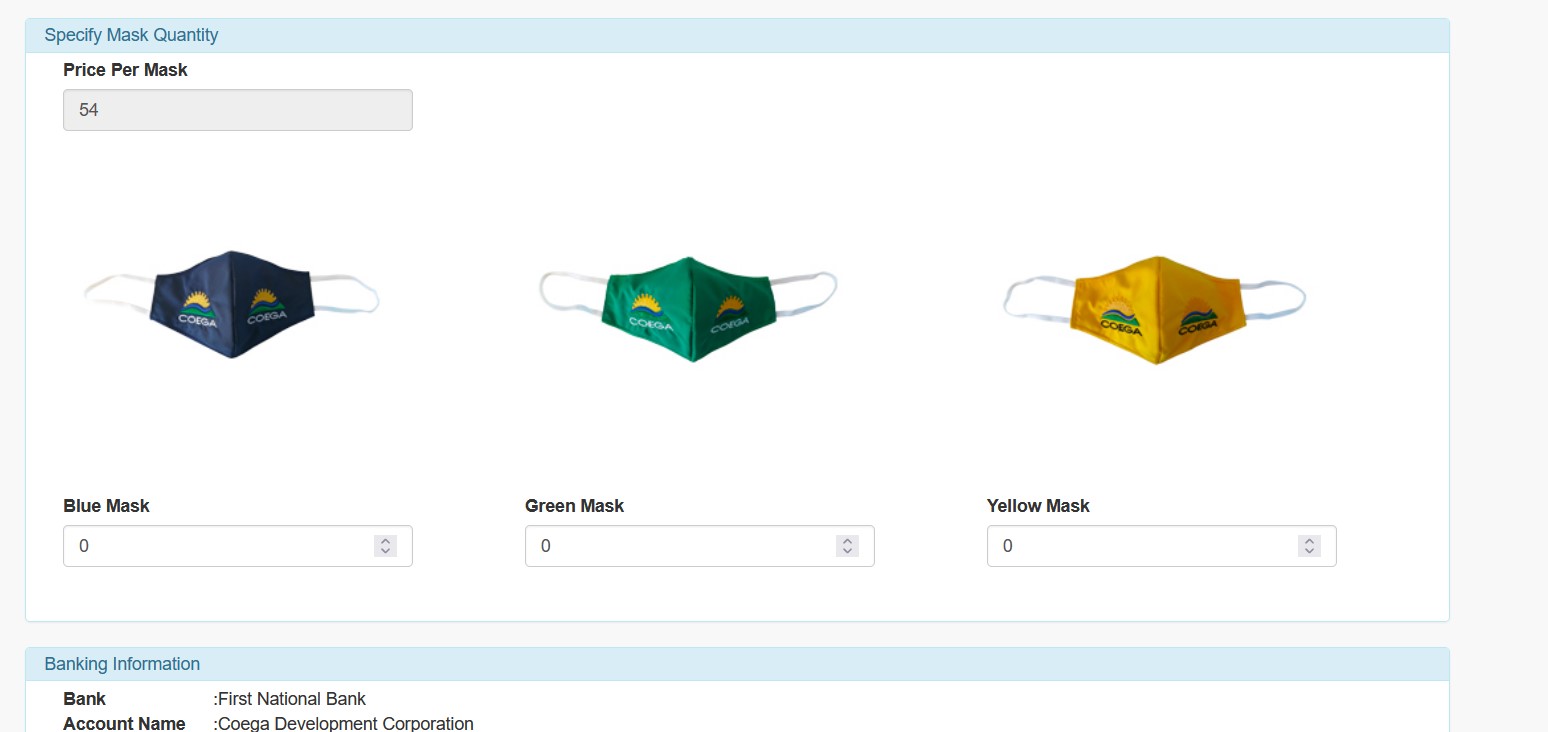 Specify Mask Quantity
Price Per Mask
54
COEGA COEGA
COEGA COEGA
COEGA COEGA
Blue Mask Green Mask Yellow Mask
0 0 0
Banking Information
Bank :First National Bank
Account Name :Coega Development Corporation